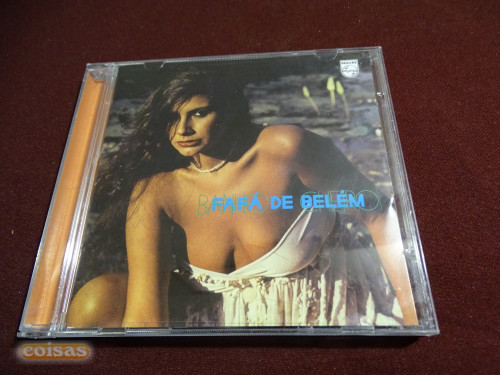 PHILIPS
FAFÁ DE BELÉM
coisas